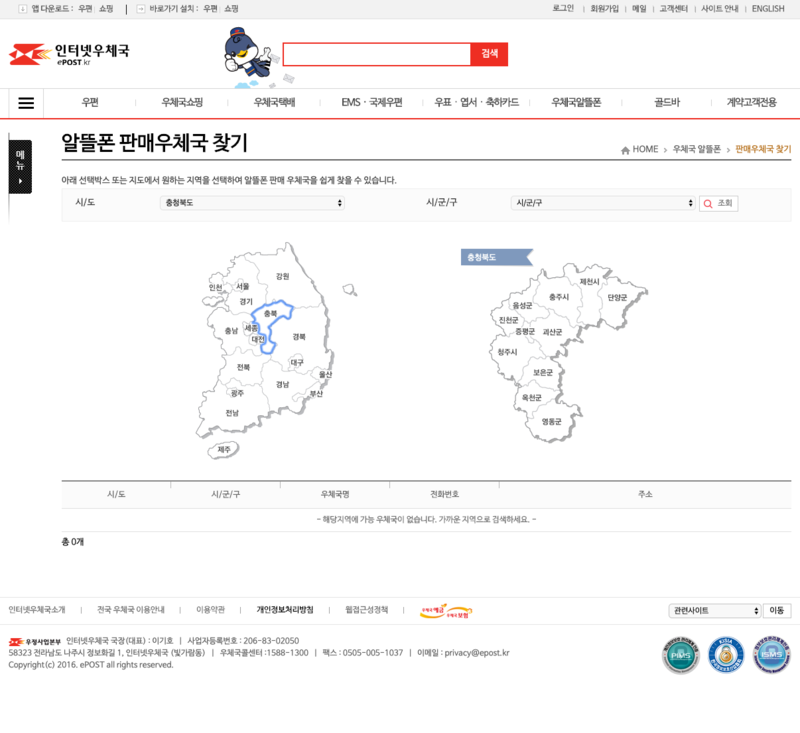 앱 다운로드 : 우편 쇼핑 | 바로가기 설치 : 우편 쇼핑
로그인 | 회원가입 | 메일 | 고객센터 | 사이트 안내 | ENGLISH
인터넷우체국
ePOST.kr
검색
우편 우체국쇼핑 우체국택배 EMS · 국제우편 우표 · 엽서 · 축하카드 우체국알뜰폰 골드바 계약고객전용
메뉴
알뜰폰 판매우체국 찾기
HOME > 우체국 알뜰폰 > 판매우체국 찾기
아래 선택박스 또는 지도에서 원하는 지역을 선택하여 알뜰폰 판매 우체국을 쉽게 찾을 수 있습니다.
시/도 충청북도 시/군/구 시/군/구 조회
강원
인천 서울
경기
충북
충남 세종
대전
경북
전북
대구
경남
울산
광주
부산
전남
제주
충청북도
제천시
충주시 단양군
음성군
진천군
증평군 괴산군
청주시
보은군
옥천군
영동군
시/도 시/군/구 우체국명 전화번호 주소
- 해당지역에 가능 우체국이 없습니다. 가까운 지역으로 검색하세요. -
총 0개
인터넷우체국소개 | 전국 우체국 이용안내 | 이용약관 | 개인정보처리방침 | 웹접근성정책 | 우체국예금 우체국보험
관련사이트 이동
우정사업본부 인터넷우체국 국장(대표) : 이기호 | 사업자등록번호 : 206-83-02050
58323 전라남도 나주시 정보화길 1, 인터넷우체국 (빛가람동) | 우체국콜센터 :1588-1300 | 팩스 : 0505-005-1037 | 이메일 : privacy@epost.kr
Copyright(c) 2016. ePOST all rights reserved.
PIMS
KISIA
ISMS